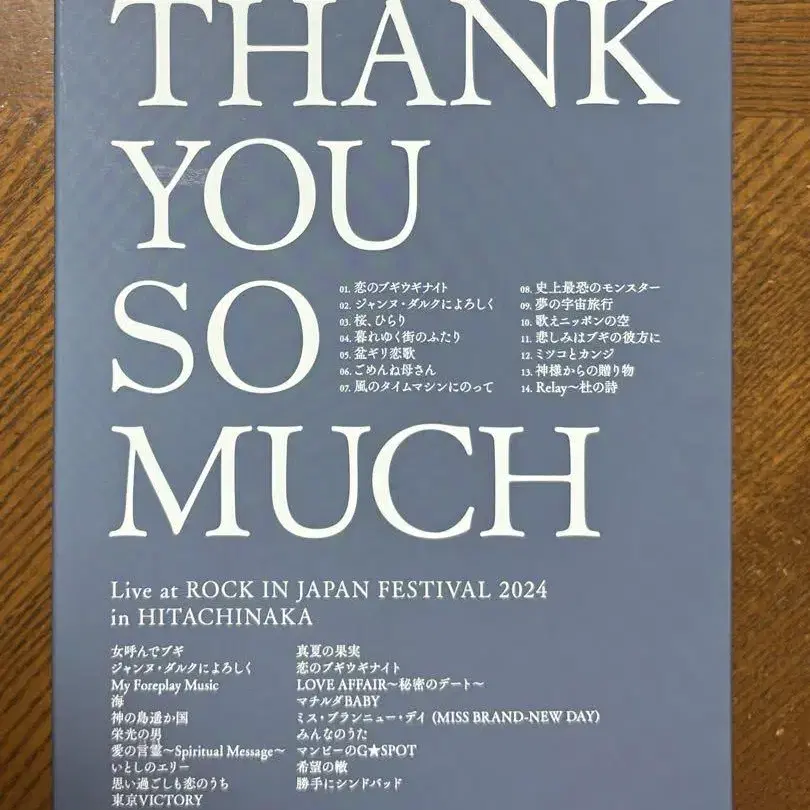 THANK
YOU
SO
MUCH
01. 恋のブギウギナイト
02. ジャンヌ・ダルクによろしく
03. 桜、ひらり
04. 暮れゆく街のふたり
05. 盆ギリ恋歌
06. ごめんね母さん
07. 風のタイムマシンにのって
08. 史上最恐のモンスター
09. 夢の宇宙旅行
10. 歌えニッポンの空
11. 悲しみはブギの彼方に
12. ミツコとカンジ
13. 神様からの贈り物
14. Relay〜杜の詩
Live at ROCK IN JAPAN FESTIVAL 2024
in HITACHINAKA
女呼んでブギ
ジャンヌ・ダルクによろしく
My Foreplay Music
海
神の島遥か国
栄光の男
愛の言霊〜Spiritual Message〜
いとしのエリー
思い過ごしも恋のうち
東京VICTORY
真夏の果実
恋のブギウギナイト
LOVE AFFAIR〜秘密のデート〜
マチルダBABY
ミス・ブランニュー・デイ (MISS BRAND-NEW DAY)
みんなのうた
マンピーのG★SPOT
希望の轍
勝手にシンドバッド